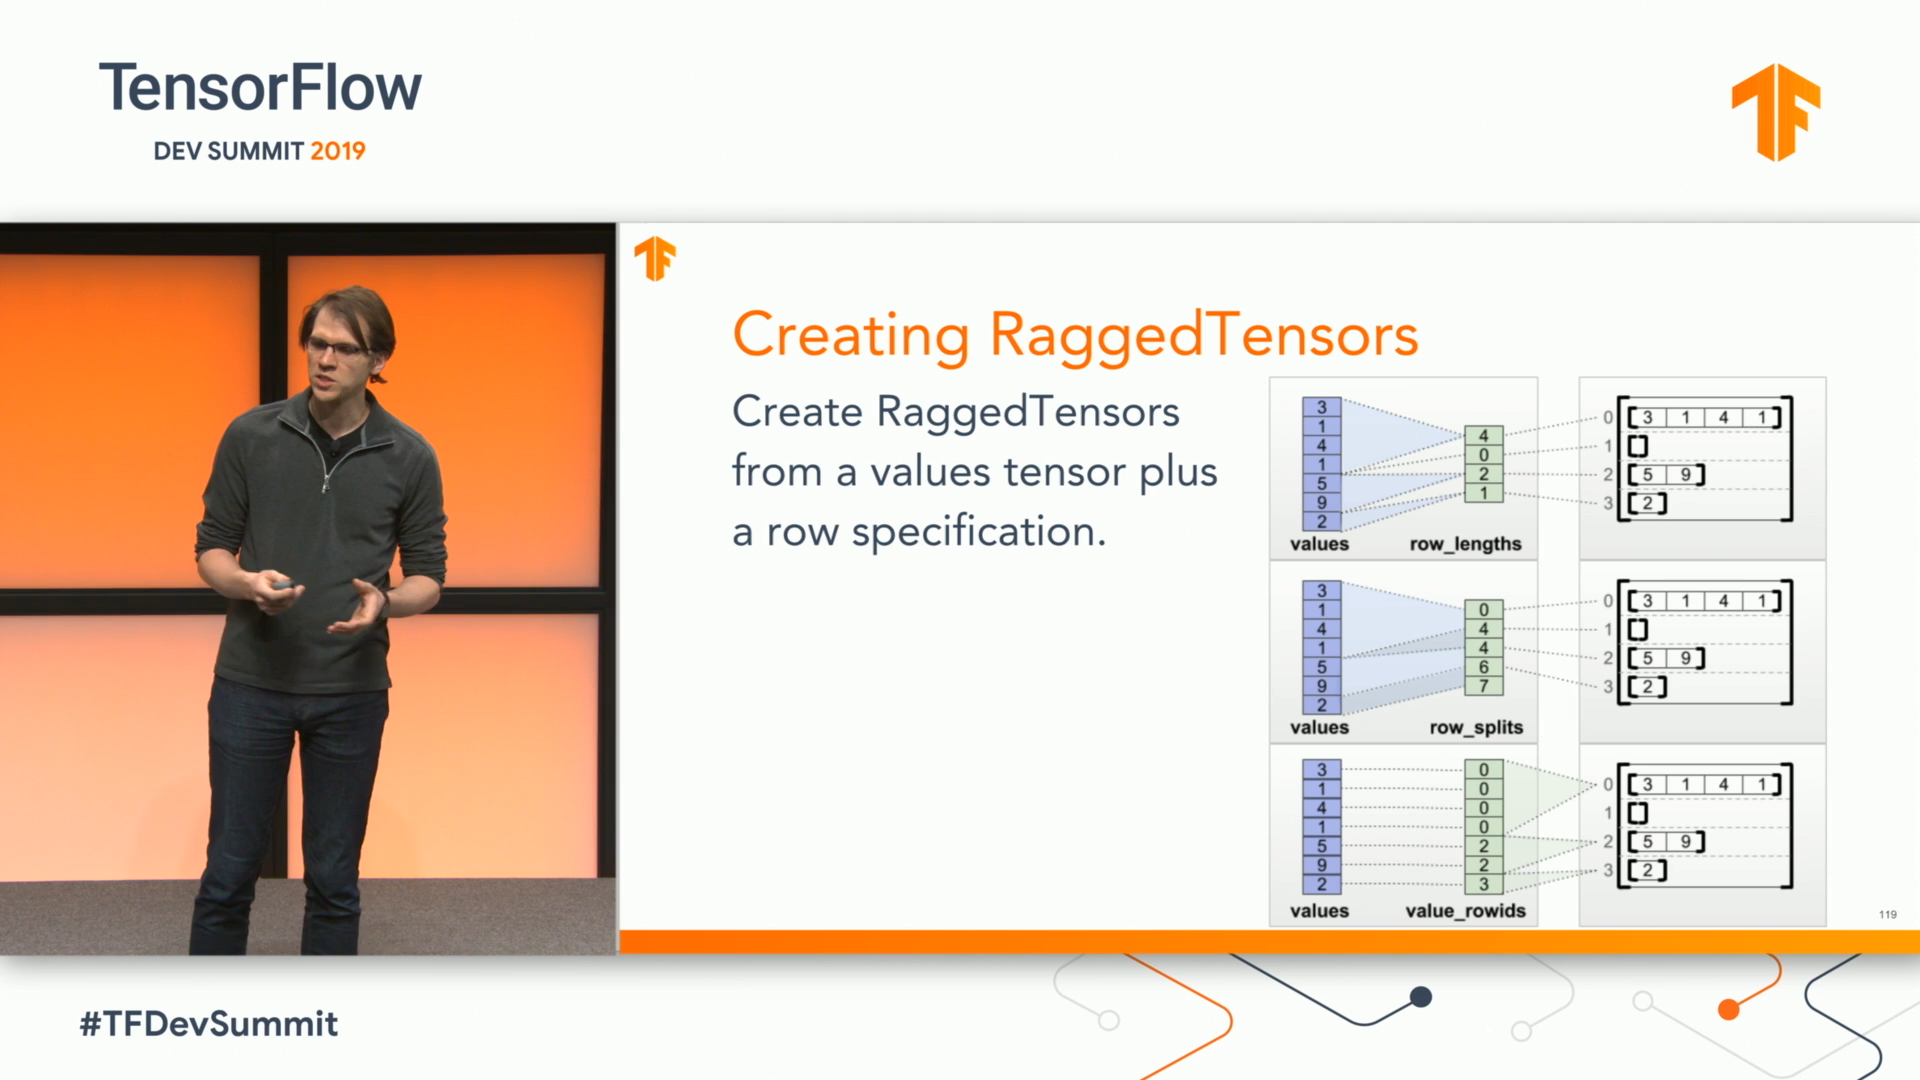 TensorFlow
DEV SUMMIT 2019
Creating RaggedTensors
Create RaggedTensors
from a values tensor plus
a row specification.
3
1
4
1
5
9
2
values
4
0
2
1
row_lengths
0 [3 1 4 1]
1 []
2 [5 9]
3 [2]
3
1
4
1
5
9
2
values
0
4
4
6
7
row_splits
0 [3 1 4 1]
1 []
2 [5 9]
3 [2]
3
1
4
1
5
9
2
values
0
0
0
0
2
2
3
value_rowids
0 [3 1 4 1]
1 []
2 [5 9]
3 [2]
119
#TFDevSummit